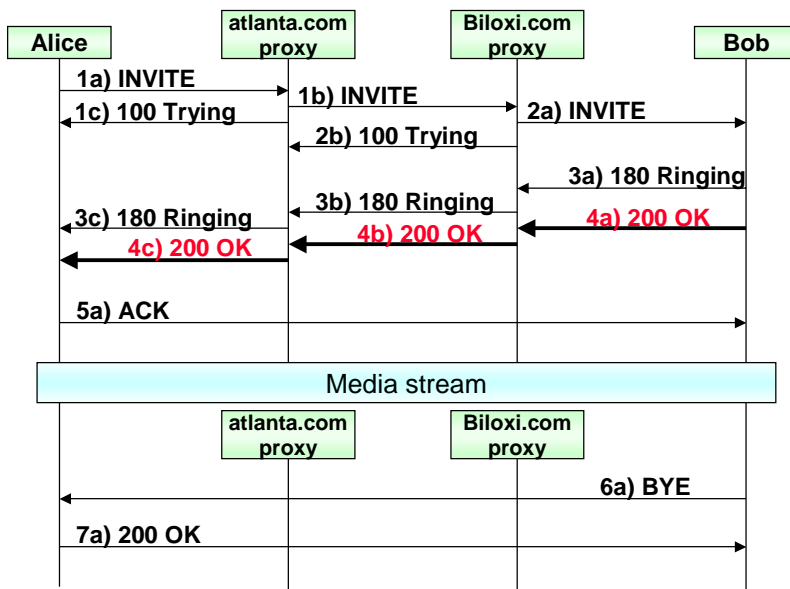 Alice
atlanta.com
proxy
Biloxi.com
proxy
Bob
1a) INVITE
1b) INVITE
1c) 100 Trying
2a) INVITE
2b) 100 Trying
3a) 180 Ringing
3b) 180 Ringing
3c) 180 Ringing
4a) 200 OK
4b) 200 OK
4c) 200 OK
5a) ACK
Media stream
atlanta.com
proxy
Biloxi.com
proxy
6a) BYE
7a) 200 OK